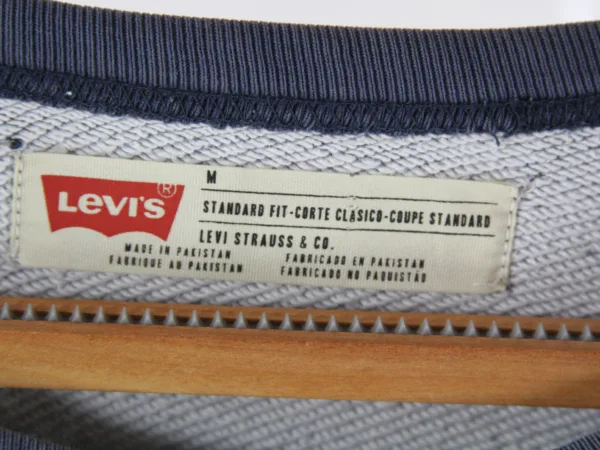 LEVI'S®
M
STANDARD FIT-CORTE CLÁSICO-COUPE STANDARD
LEVI STRAUSS & CO.
MADE IN PAKISTAN FABRICADO EN PAKISTAN
FABRIQUE AU PAKISTAN FABRICADO NO PAQUISTÃO